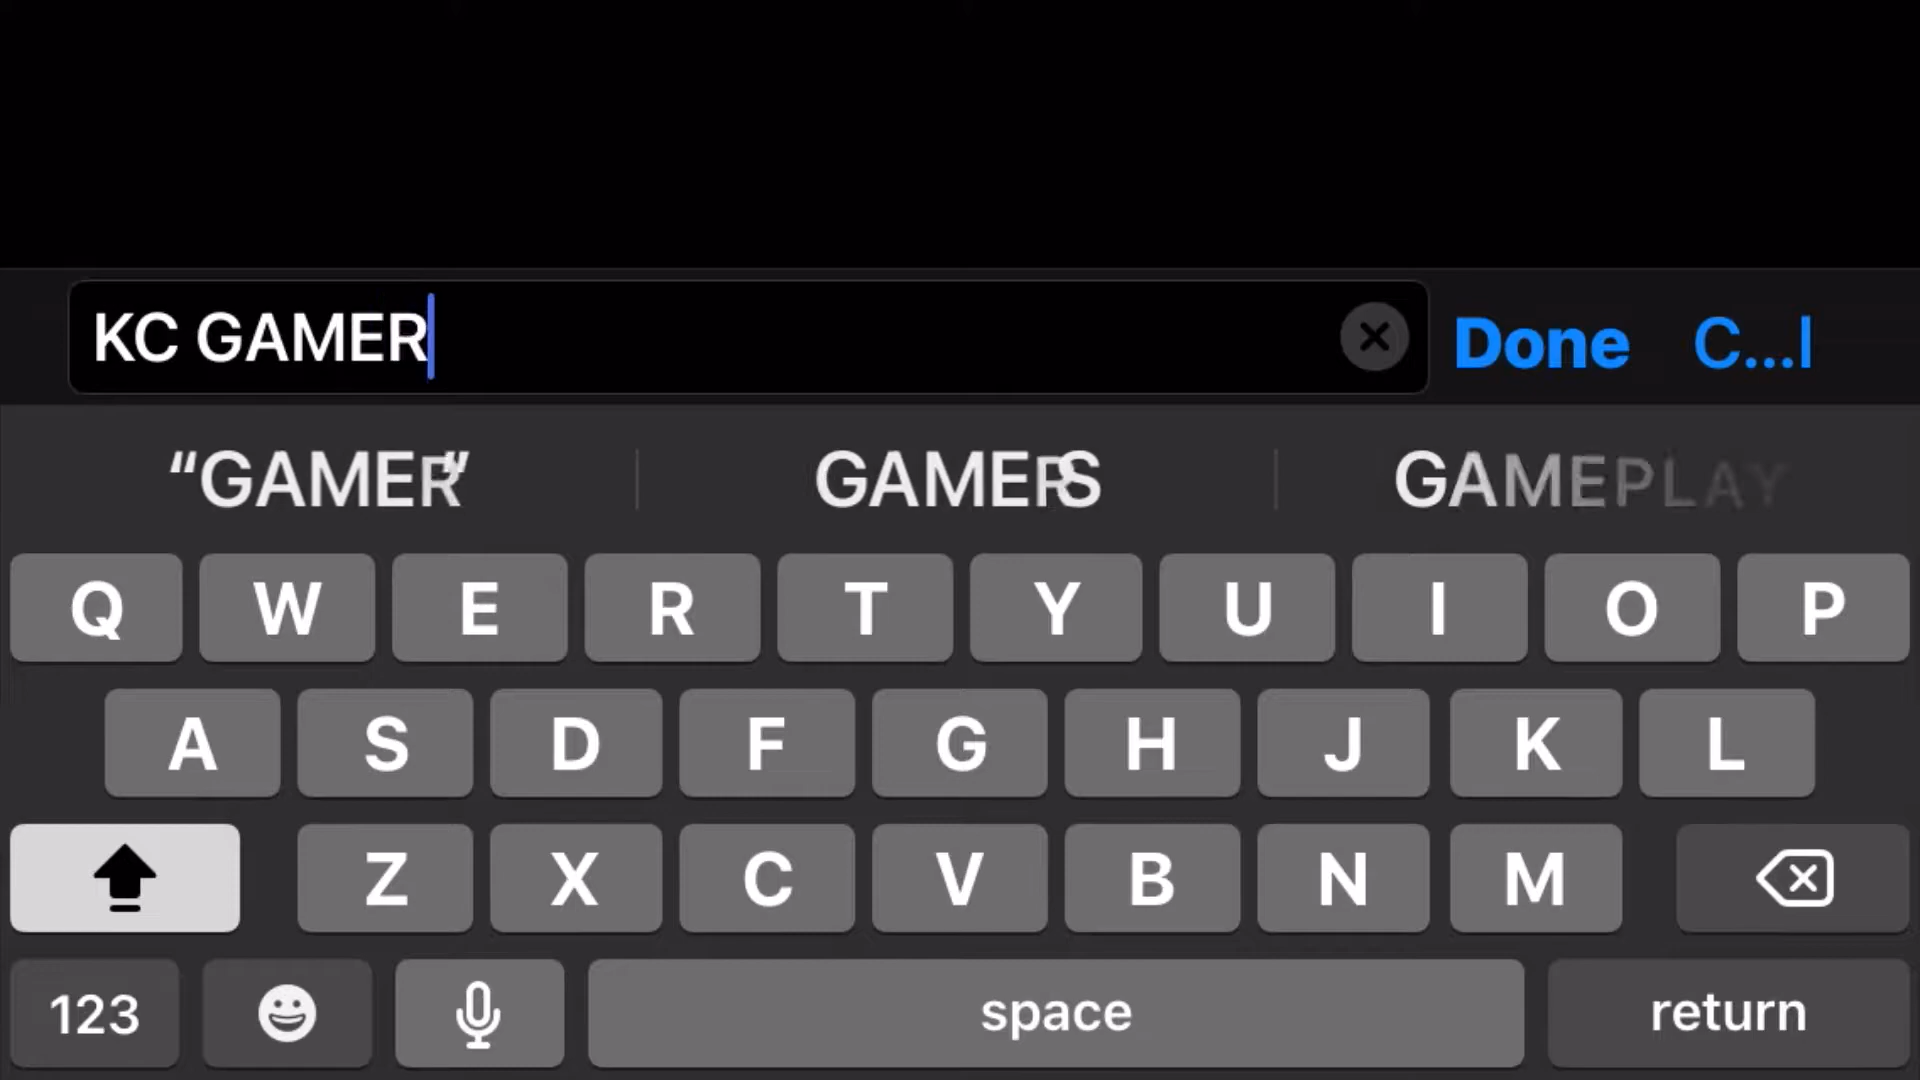 KC GAMER
Done C...l
“GAMER” GAMERS GAMEPLAY
Q W E R T Y U I O P
A S D F G H J K L
Z X C V B N M
123 space return